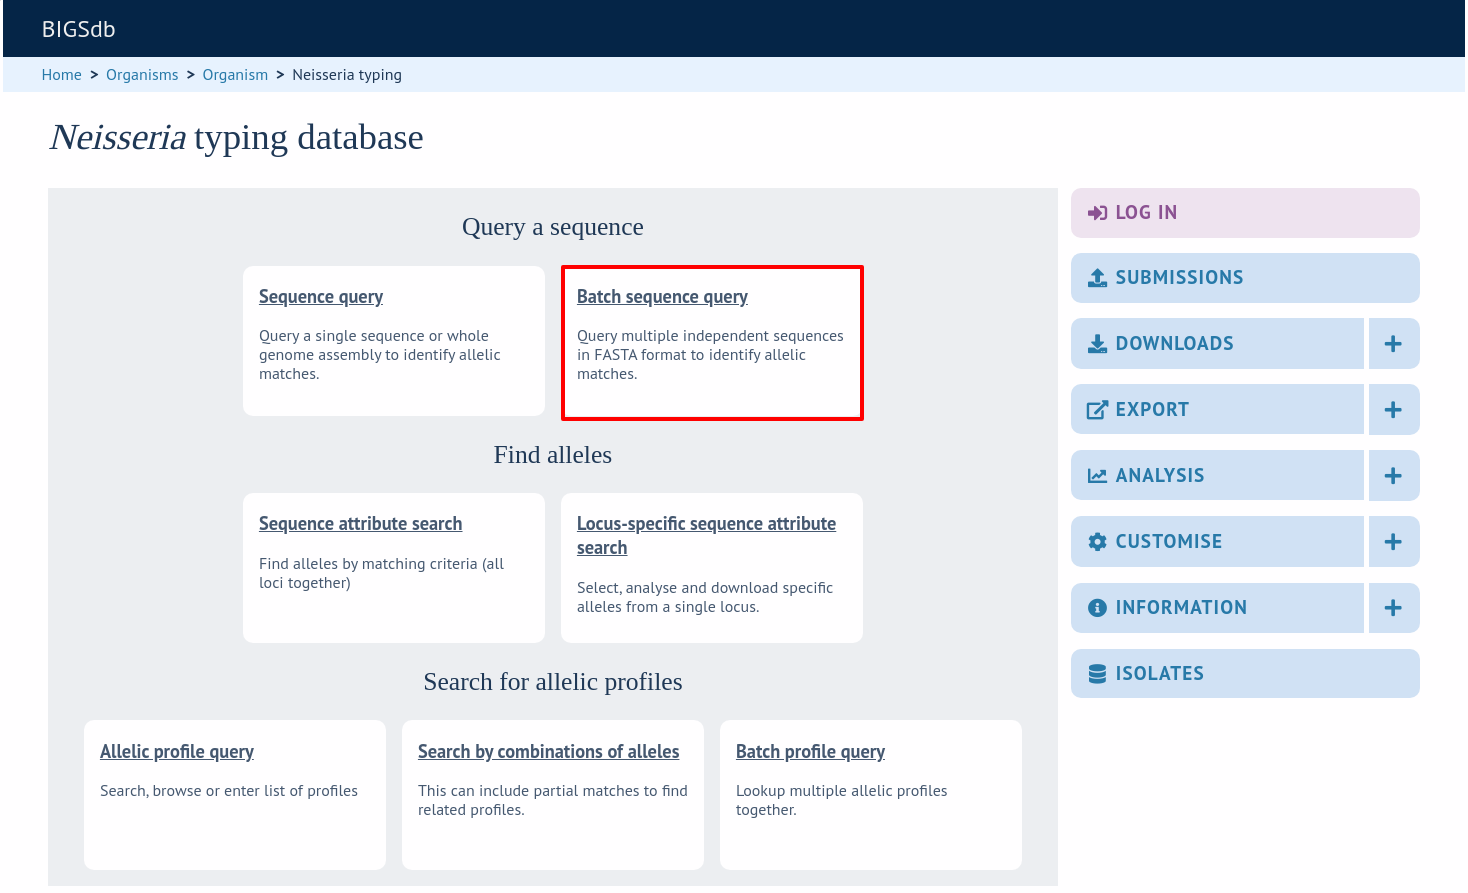 BIGSdb
Home > Organisms > Organism > Neisseria typing
Neisseria typing database
Query a sequence
Sequence query
Query a single sequence or whole
genome assembly to identify allelic
matches.
Batch sequence query
Query multiple independent sequences
in FASTA format to identify allelic
matches.
Find alleles
Sequence attribute search
Find alleles by matching criteria (all
loci together)
Locus-specific sequence attribute
search
Select, analyse and download specific
alleles from a single locus.
Search for allelic profiles
Allelic profile query
Search, browse or enter list of profiles
Search by combinations of alleles
This can include partial matches to find
related profiles.
Batch profile query
Lookup multiple allelic profiles
together.
LOG IN
SUBMISSIONS
DOWNLOADS +
EXPORT +
ANALYSIS +
CUSTOMISE +
INFORMATION +
ISOLATES